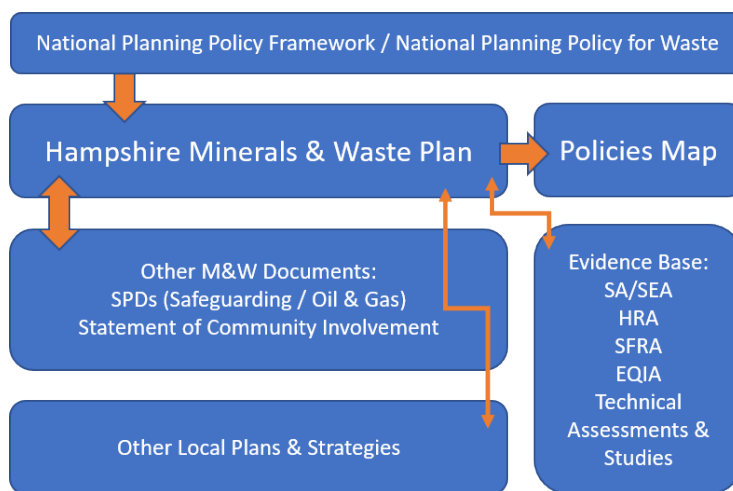 National Planning Policy Framework / National Planning Policy for Waste
Hampshire Minerals & Waste Plan
Policies Map
Other M&W Documents:
SPDs (Safeguarding / Oil & Gas)
Statement of Community Involvement
Evidence Base:
SA/SEA
HRA
SFRA
EQIA
Technical
Assessments &
Studies
Other Local Plans & Strategies